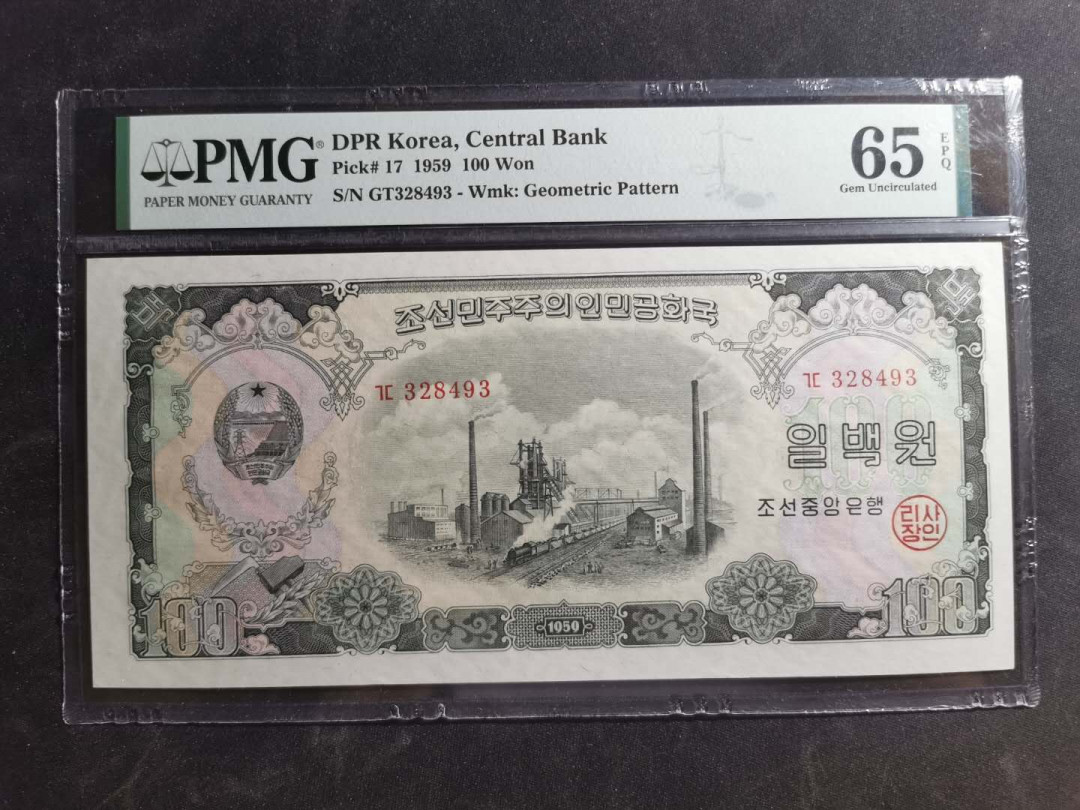 PMG®
PAPER MONEY GUARANTY
DPR Korea, Central Bank
Pick# 17 1959 100 Won
S/N GT328493 - Wmk: Geometric Pattern
65
EPQ
Gem Uncirculated
조선민주주의인민공화국
ㄱㄷ 328493
ㄱㄷ 328493
100
일백원
조선중앙은행
리사
장인
100
1959
100